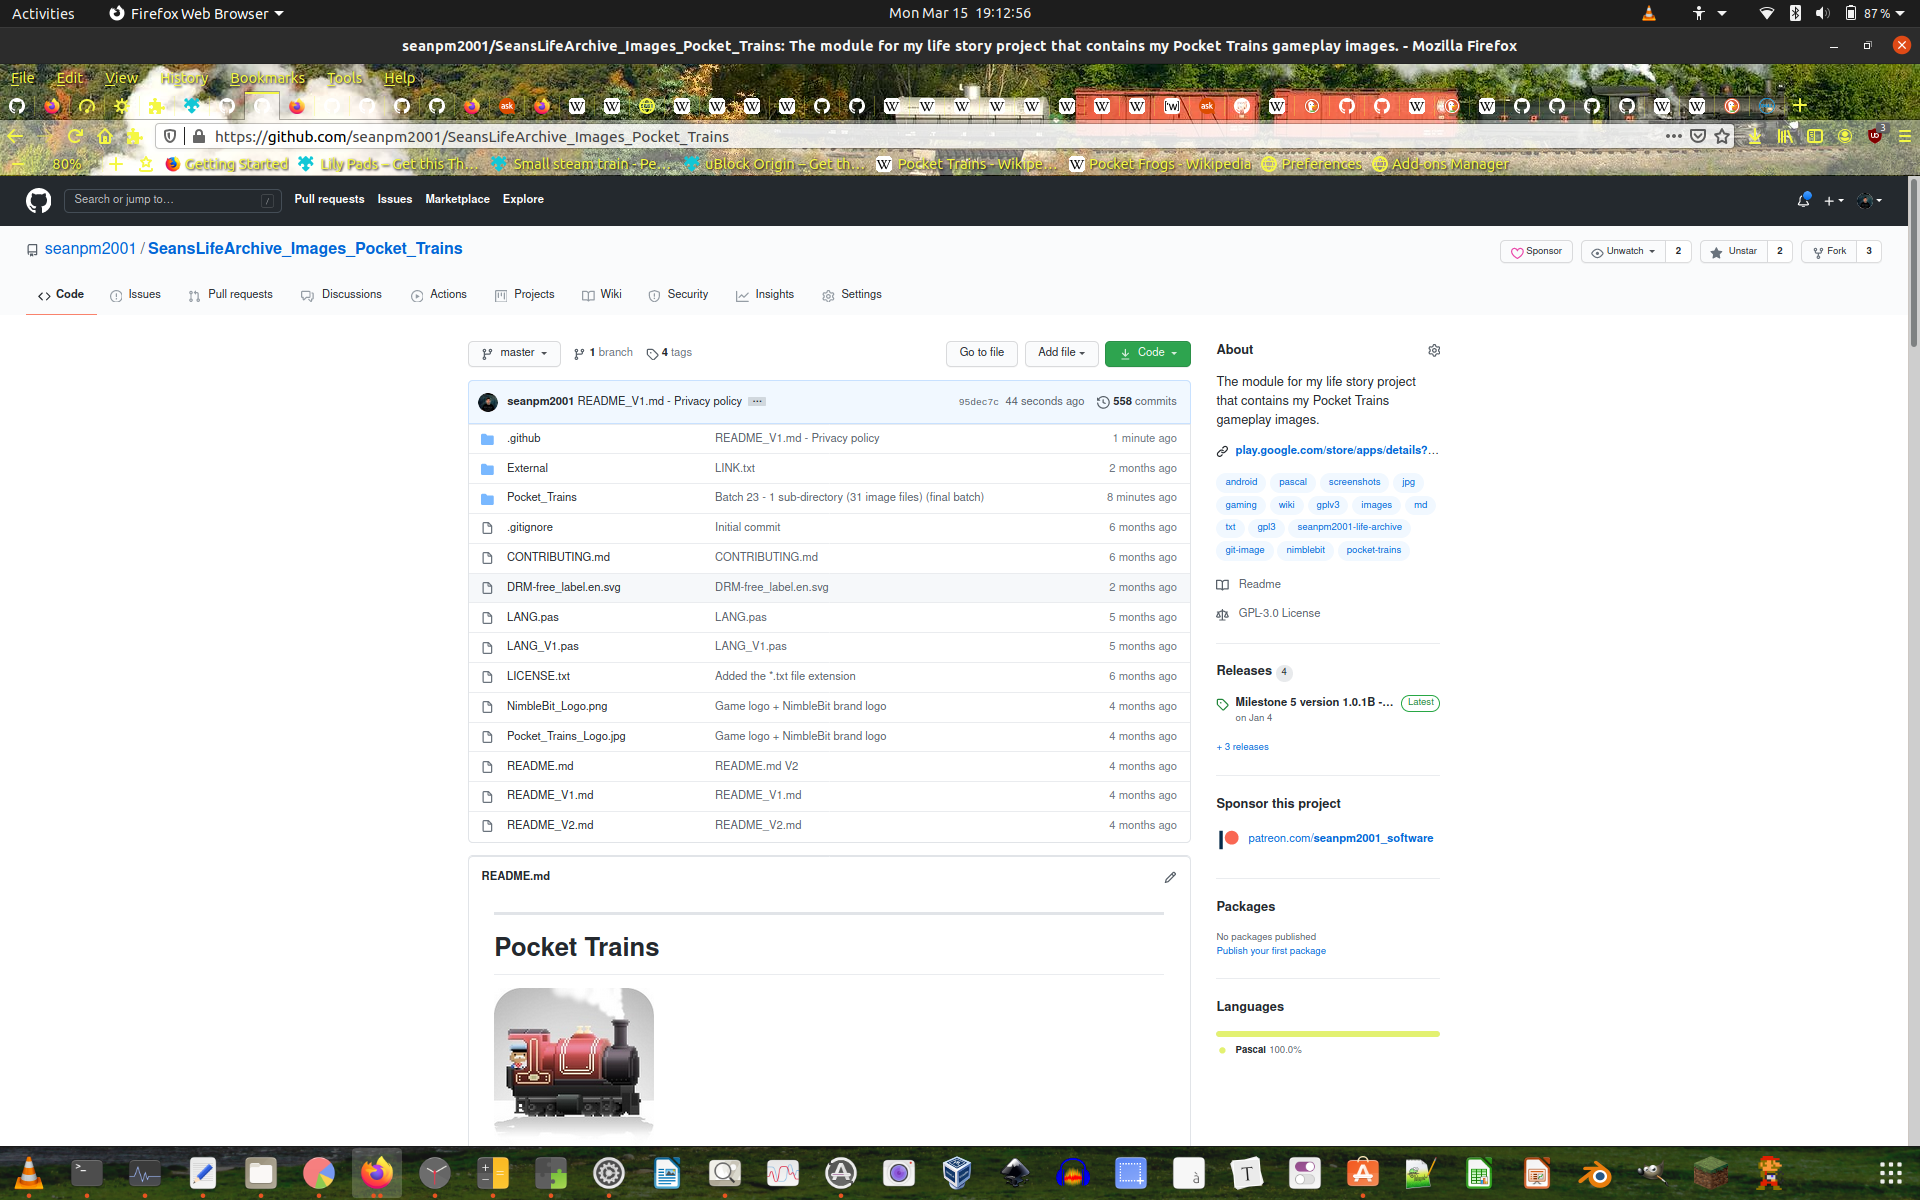 Activities
Firefox Web Browser
Mon Mar 15  19:12:56
87 %
seanpm2001/SeansLifeArchive_Images_Pocket_Trains: The module for my life story project that contains my Pocket Trains gameplay images. - Mozilla Firefox
File Edit View History Bookmarks Tools Help
https://github.com/seanpm2001/SeansLifeArchive_Images_Pocket_Trains
3
80%
Getting Started
Lily Pads – Get this Th…
Small steam train - Pe…
uBlock Origin – Get th…
Pocket Trains - Wikipe…
Pocket Frogs - Wikipedia
Preferences
Add-ons Manager
Search or jump to…
/
Pull requests Issues Marketplace Explore
seanpm2001 / SeansLifeArchive_Images_Pocket_Trains
Sponsor
Unwatch 2
Unstar 2
Fork 3
Code Issues Pull requests Discussions Actions Projects Wiki Security Insights Settings
master
1 branch
4 tags
Go to file
Add file
Code
seanpm2001 README_V1.md - Privacy policy ...
95dec7c 44 seconds ago
558 commits
.github README_V1.md - Privacy policy 1 minute ago
External LINK.txt 2 months ago
Pocket_Trains Batch 23 - 1 sub-directory (31 image files) (final batch) 8 minutes ago
.gitignore Initial commit 6 months ago
CONTRIBUTING.md CONTRIBUTING.md 6 months ago
DRM-free_label.en.svg DRM-free_label.en.svg 2 months ago
LANG.pas LANG.pas 5 months ago
LANG_V1.pas LANG_V1.pas 5 months ago
LICENSE.txt Added the *.txt file extension 6 months ago
NimbleBit_Logo.png Game logo + NimbleBit brand logo 4 months ago
Pocket_Trains_Logo.jpg Game logo + NimbleBit brand logo 4 months ago
README.md README.md V2 4 months ago
README_V1.md README_V1.md 4 months ago
README_V2.md README_V2.md 4 months ago
README.md
Pocket Trains
About
The module for my life story project
that contains my Pocket Trains
gameplay images.
play.google.com/store/apps/details?…
android pascal screenshots jpg
gaming wiki gplv3 images md
txt gpl3 seanpm2001-life-archive
git-image nimblebit pocket-trains
Readme
GPL-3.0 License
Releases 4
Milestone 5 version 1.0.1B -… Latest
on Jan 4
+ 3 releases
Sponsor this project
patreon.com/seanpm2001_software
Packages
No packages published
Publish your first package
Languages
Pascal 100.0%